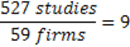 527 studies
59 firms
= 9